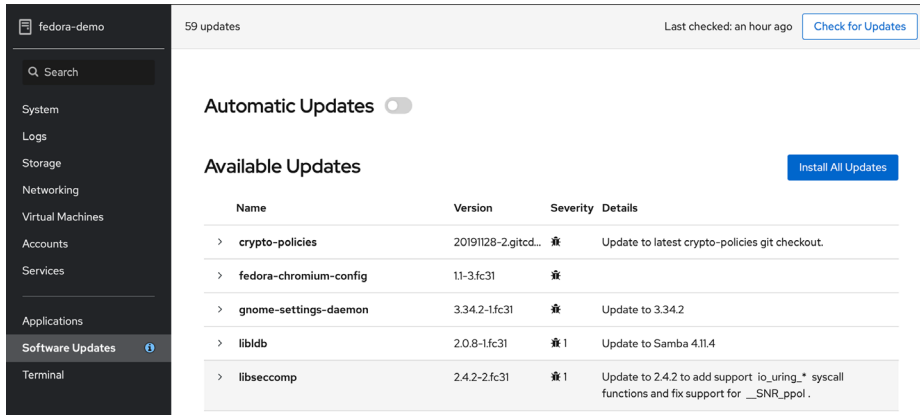 fedora-demo
59 updates
Last checked: an hour ago
Check for Updates
Search
System
Logs
Storage
Networking
Virtual Machines
Accounts
Services
Applications
Software Updates
Terminal
Automatic Updates
Available Updates
Install All Updates
Name Version Severity Details
crypto-policies 20191128-2.gitcd... Update to latest crypto-policies git checkout.
fedora-chromium-config 1.1-3.fc31
gnome-settings-daemon 3.34.2-1.fc31 Update to 3.34.2
libldb 2.0.8-1.fc31 1 Update to Samba 4.11.4
libseccomp 2.4.2-2.fc31 1 Update to 2.4.2 to add support io_uring_* syscall
functions and fix support for __SNR_ppol .